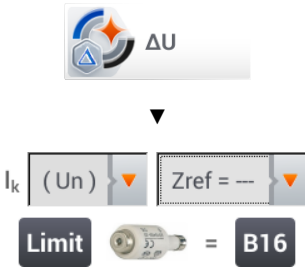 ΔU
▼
Ik ( Un ) Zref = ---
Limit = B16